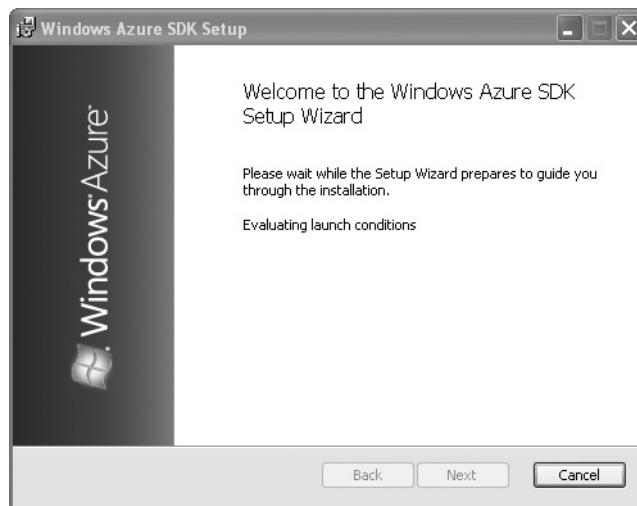 Windows Azure SDK Setup
Welcome to the Windows Azure SDK
Setup Wizard
Please wait while the Setup Wizard prepares to guide you
through the installation.
Evaluating launch conditions
Windows Azure™
Back Next Cancel